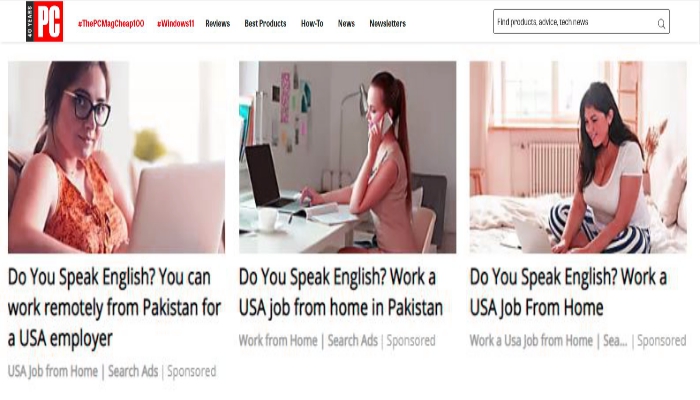 40 YEARS
PC
#ThePCMagCheap100 #Windows11 Reviews Best Products How-To News Newsletters
Find products, advice, tech news
Do You Speak English? You can
work remotely from Pakistan for
a USA employer
USA Job from Home | Search Ads | Sponsored
Do You Speak English? Work a
USA job from home in Pakistan
Work from Home | Search Ads | Sponsored
Do You Speak English? Work a
USA Job From Home
Work a Usa Job from Home | Sea... | Sponsored